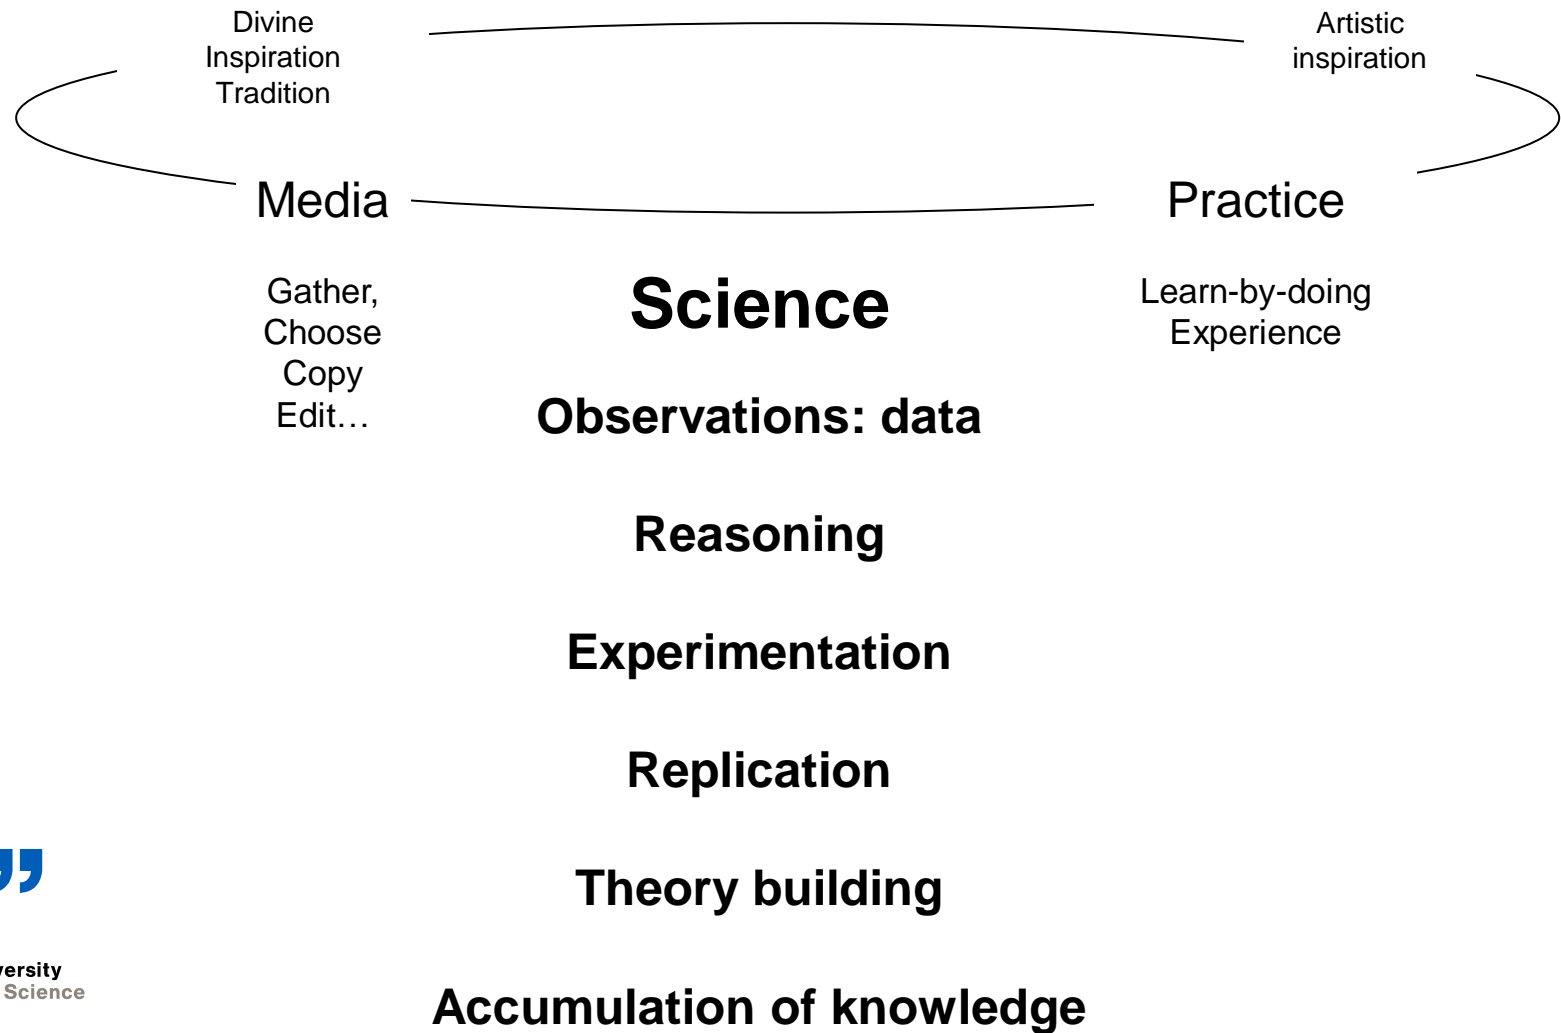 Divine
Inspiration
Tradition
Artistic
inspiration
Media
Practice
Gather,
Choose
Copy
Edit…
Science
Learn-by-doing
Experience
Observations: data
Reasoning
Experimentation
Replication
Theory building
”
Science
Accumulation of knowledge